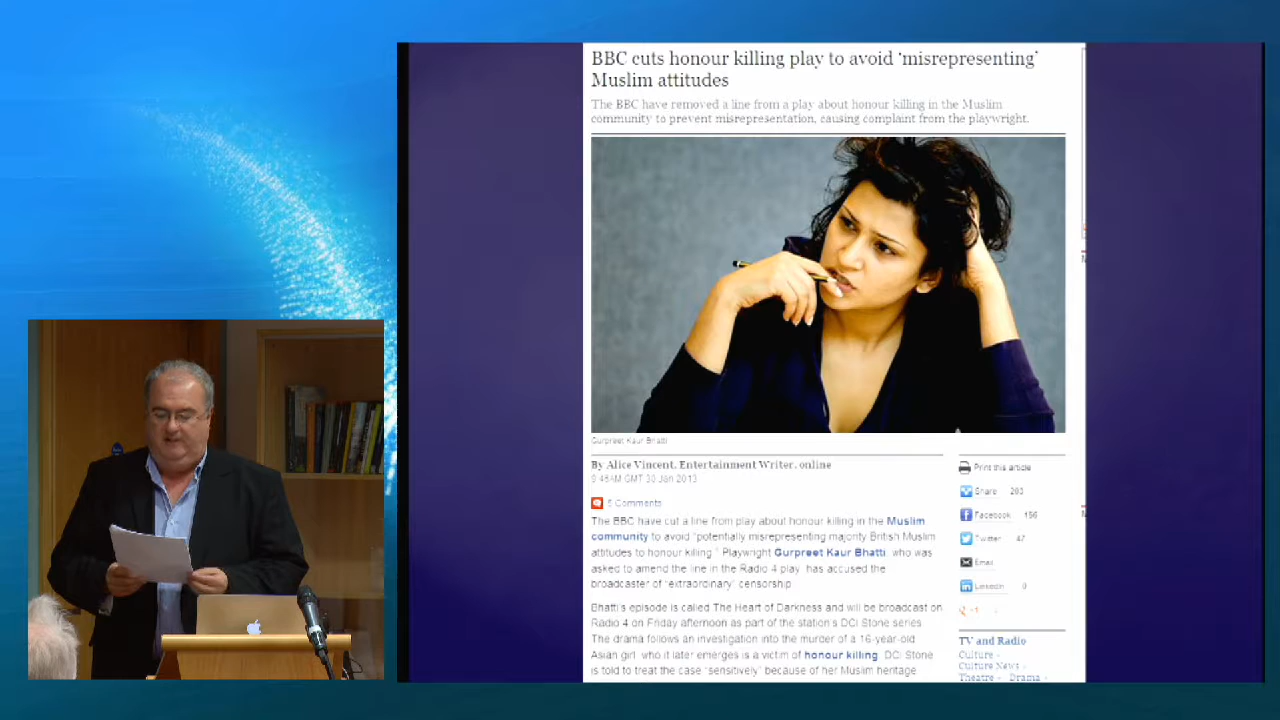 BBC cuts honour killing play to avoid 'misrepresenting'
Muslim attitudes
The BBC have removed a line from a play about honour killing in the Muslim
community to prevent misrepresentation, causing complaint from the playwright.
Gurpreet Kaur Bhatti
By Alice Vincent, Entertainment Writer, online
9:46AM GMT 30 Jan 2013
5 Comments
The BBC have cut a line from play about honour killing in the Muslim
community to avoid "potentially misrepresenting majority British Muslim
attitudes to honour killing." Playwright Gurpreet Kaur Bhatti, who was
asked to amend the line in the Radio 4 play, has accused the
broadcaster of "extraordinary" censorship
Bhatti's episode is called The Heart of Darkness and will be broadcast on
Radio 4 on Friday afternoon as part of the station's DCI Stone series
The drama follows an investigation into the murder of a 16-year-old
Asian girl, who it later emerges is a victim of honour killing. DCI Stone
is told to treat the case "sensitively" because of her Muslim heritage
Print this article
Share 203
Facebook 156
Twitter 47
Email
LinkedIn 0
+1
TV and Radio
Culture
Culture News
Theatre Drama